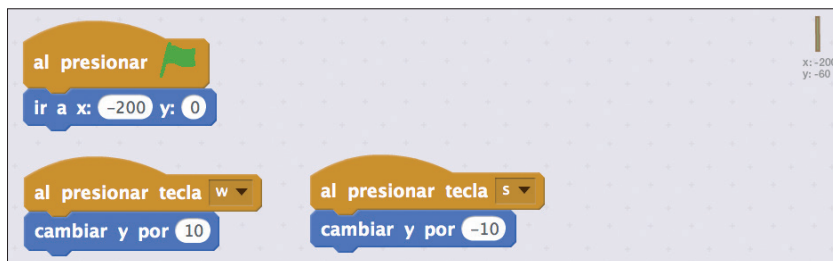 al presionar
ir a x: -200 y: 0
x: -200
y: -60
al presionar tecla w
cambiar y por 10
al presionar tecla s
cambiar y por -10